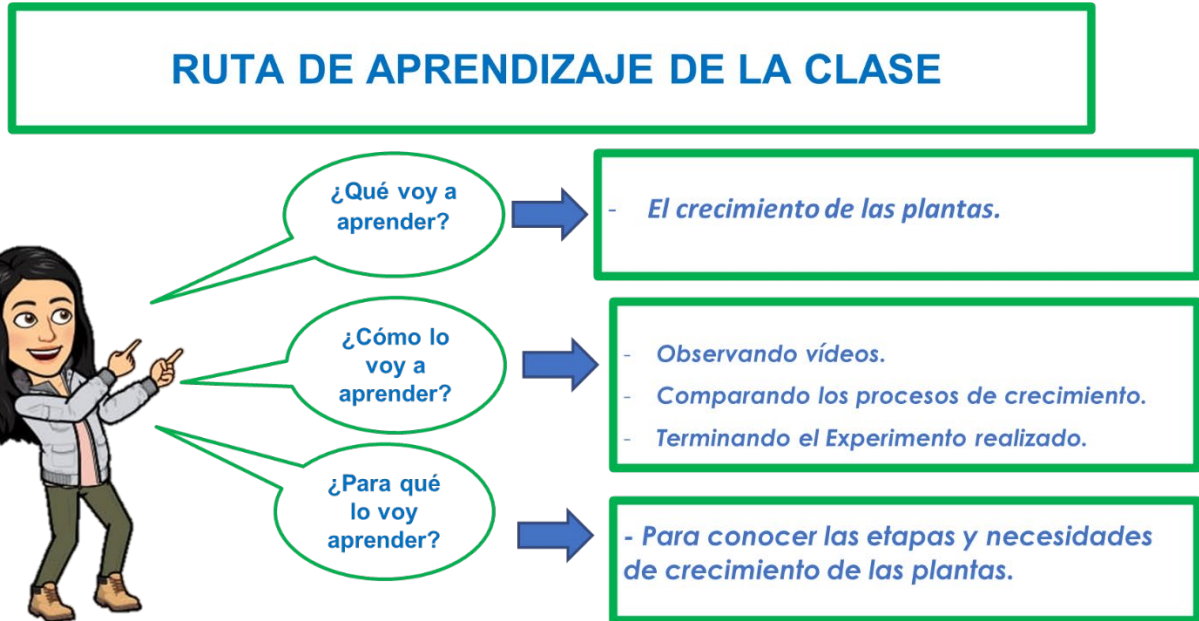 RUTA DE APRENDIZAJE DE LA CLASE
¿Qué voy a
aprender?
- El crecimiento de las plantas.
¿Cómo lo
voy a
aprender?
- Observando vídeos.
- Comparando los procesos de crecimiento.
- Terminando el Experimento realizado.
¿Para qué
lo voy
aprender?
- Para conocer las etapas y necesidades
de crecimiento de las plantas.